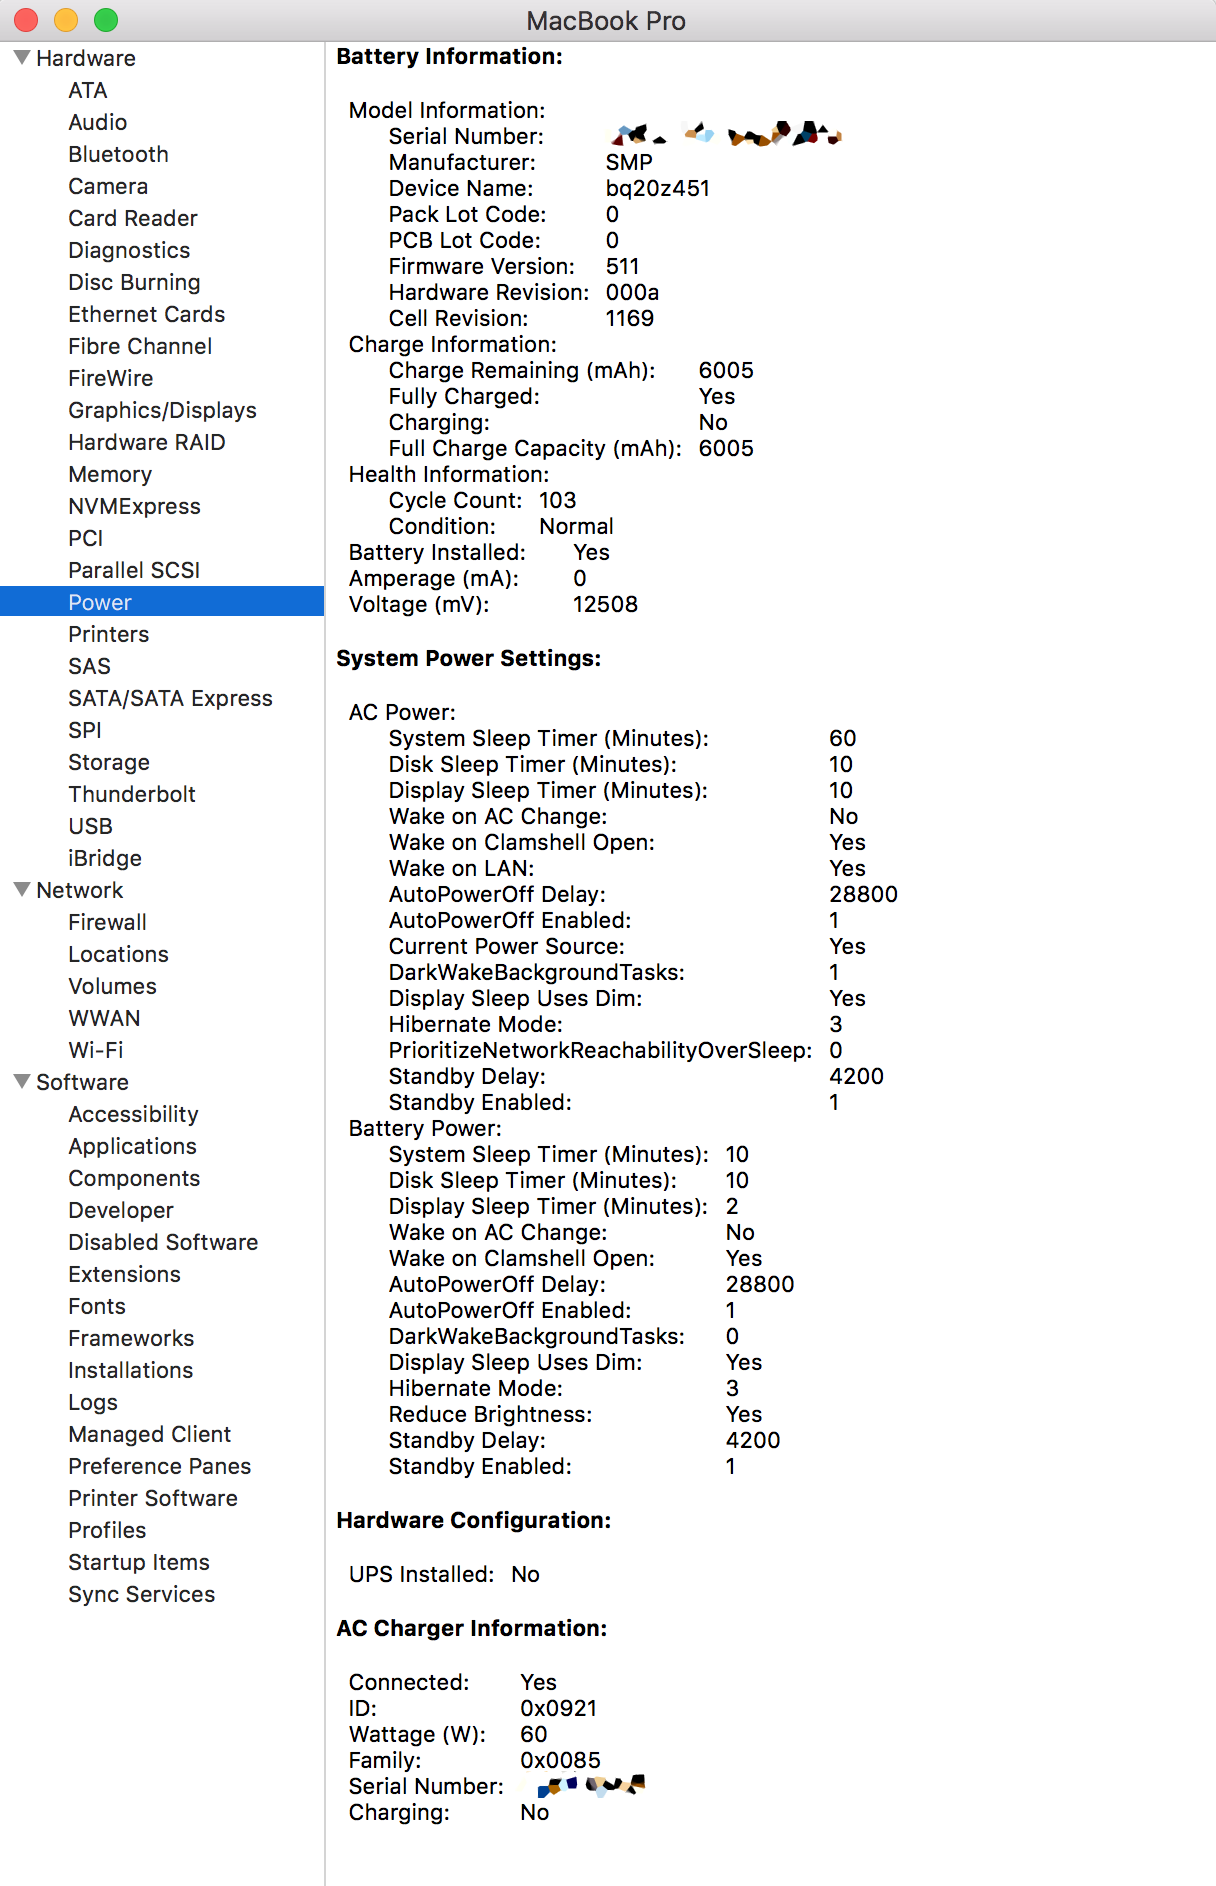 MacBook Pro
Hardware
ATA
Audio
Bluetooth
Camera
Card Reader
Diagnostics
Disc Burning
Ethernet Cards
Fibre Channel
FireWire
Graphics/Displays
Hardware RAID
Memory
NVMExpress
PCI
Parallel SCSI
Power
Printers
SAS
SATA/SATA Express
SPI
Storage
Thunderbolt
USB
iBridge
Network
Firewall
Locations
Volumes
WWAN
Wi-Fi
Software
Accessibility
Applications
Components
Developer
Disabled Software
Extensions
Fonts
Frameworks
Installations
Logs
Managed Client
Preference Panes
Printer Software
Profiles
Startup Items
Sync Services
Battery Information:
Model Information:
Serial Number:
Manufacturer: SMP
Device Name: bq20z451
Pack Lot Code: 0
PCB Lot Code: 0
Firmware Version: 511
Hardware Revision: 000a
Cell Revision: 1169
Charge Information:
Charge Remaining (mAh): 6005
Fully Charged: Yes
Charging: No
Full Charge Capacity (mAh): 6005
Health Information:
Cycle Count: 103
Condition: Normal
Battery Installed: Yes
Amperage (mA): 0
Voltage (mV): 12508
System Power Settings:
AC Power:
System Sleep Timer (Minutes): 60
Disk Sleep Timer (Minutes): 10
Display Sleep Timer (Minutes): 10
Wake on AC Change: No
Wake on Clamshell Open: Yes
Wake on LAN: Yes
AutoPowerOff Delay: 28800
AutoPowerOff Enabled: 1
Current Power Source: Yes
DarkWakeBackgroundTasks: 1
Display Sleep Uses Dim: Yes
Hibernate Mode: 3
PrioritizeNetworkReachabilityOverSleep: 0
Standby Delay: 4200
Standby Enabled: 1
Battery Power:
System Sleep Timer (Minutes): 10
Disk Sleep Timer (Minutes): 10
Display Sleep Timer (Minutes): 2
Wake on AC Change: No
Wake on Clamshell Open: Yes
AutoPowerOff Delay: 28800
AutoPowerOff Enabled: 1
DarkWakeBackgroundTasks: 0
Display Sleep Uses Dim: Yes
Hibernate Mode: 3
Reduce Brightness: Yes
Standby Delay: 4200
Standby Enabled: 1
Hardware Configuration:
UPS Installed: No
AC Charger Information:
Connected: Yes
ID: 0x0921
Wattage (W): 60
Family: 0x0085
Serial Number:
Charging: No